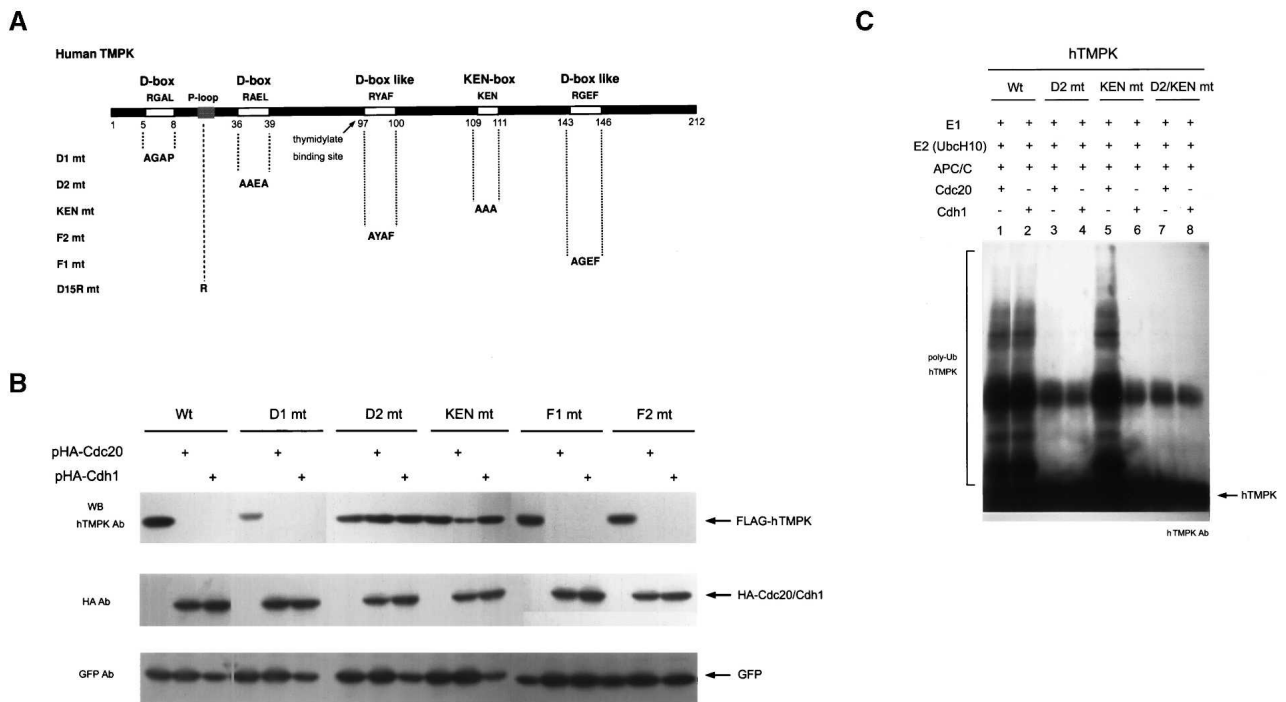 A
Human TMPK
D-box D-box D-box like KEN-box D-box like
RGAL P-loop RAEL RYAF KEN RGEF
1 5 8 36 39 97 100 109 111 143 146 212
thymidylate
binding site
D1 mt AGAP
D2 mt AAEA
KEN mt AAA
F2 mt AYAF
F1 mt AGEF
D15R mt R
B
Wt D1 mt D2 mt KEN mt F1 mt F2 mt
pHA-Cdc20 + + + + + +
pHA-Cdh1 + + + + + +
WB
hTMPK Ab
FLAG-hTMPK
HA Ab
HA-Cdc20/Cdh1
GFP Ab
GFP
C
hTMPK
Wt D2 mt KEN mt D2/KEN mt
E1 + + + + + + + +
E2 (UbcH10) + + + + + + + +
APC/C + + + + + + + +
Cdc20 + - + - + - + -
Cdh1 - + - + - + - +
1 2 3 4 5 6 7 8
poly-Ub
hTMPK
hTMPK
hTMPK Ab